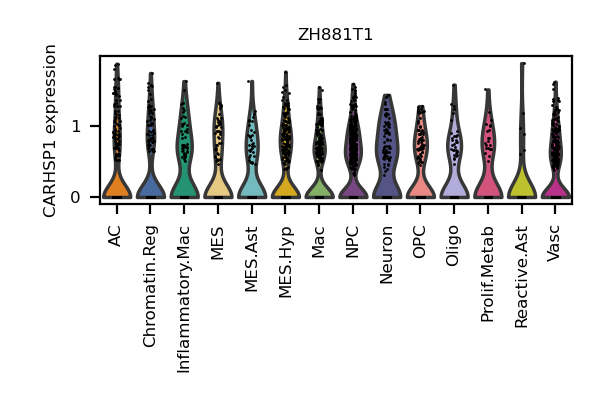 ZH881T1
CARHSP1 expression
1
0
AC
Chromatin.Reg
Inflammatory.Mac
MES
MES.Ast
MES.Hyp
Mac
NPC
Neuron
OPC
Oligo
Prolif.Metab
Reactive.Ast
Vasc